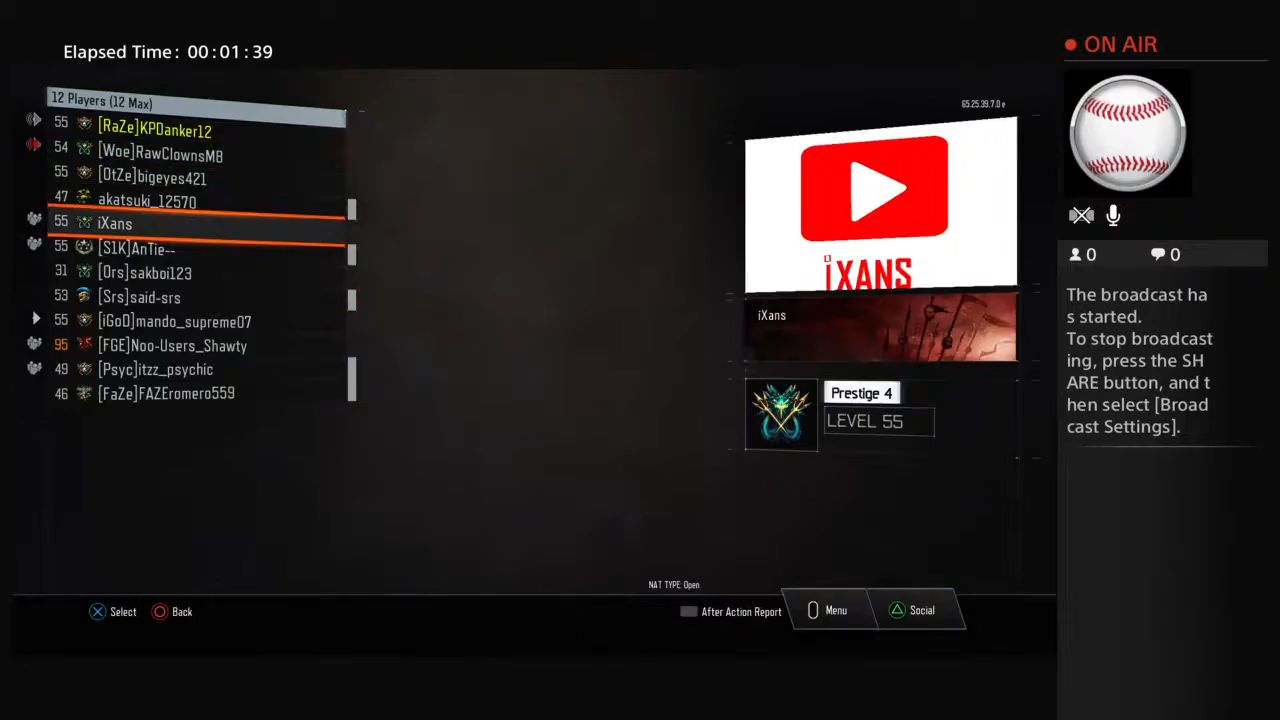 Elapsed Time: 00:01:39
ON AIR
12 Players (12 Max)
55 [RaZe]KPDanker12
54 [Woe]RawClownsM8
55 [OtZe]bigeyes421
47 akatsuki_12570
55 iXans
55 [S1K]AnTie--
31 [Ors]sakboi123
53 [Srs]said-srs
55 [iGoD]mando_supreme07
95 [FGE]Noo-Users_Shawty
49 [Psyc]itzz_psychic
46 [FaZe]FAZEromero559
65.25.39.7.0 e
iXANS
iXans
Prestige 4
LEVEL 55
0 0
The broadcast ha
s started.
To stop broadcast
ing, press the SH
ARE button, and t
hen select [Broad
cast Settings].
NAT TYPE: Open
Select Back
After Action Report Menu Social